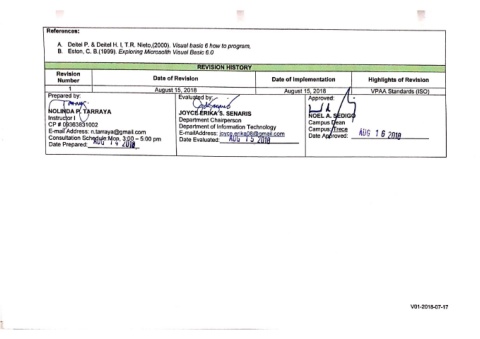 References:
A. Deitel P. & Deitel H. I, T.R. Nieto,(2000). Visual basic 6 how to program,
B. Eston, C. B.(1999). Exploring Microsolth Visual Basic 6.0
REVISION HISTORY
Revision Number
Date of Revision
Date of Implementation
Highlights of Revision
1
August 15, 2018
August 15, 2018
VPAA Standards (ISO)
Prepared by:
NOLINDA P. TARRAYA
Instructor I
CP # 09363631002
E-mail Address: n.tarraya@gmail.com
Consultation Schedule Mon. 3:00 – 5:00 pm
Date Prepared: AUG 14 2018
Evaluated by:
JOYCE ERIKA S. SENARIS
Department Chairperson
Department of Information Technology
E-mailAddress: joyce.erika06@gmail.com
Date Evaluated: AUG 15 2018
Approved:
NOEL A. SEDIGO
Campus Dean
Campus Trece
Date Approved: AUG 16 2018
V01-2018-07-17